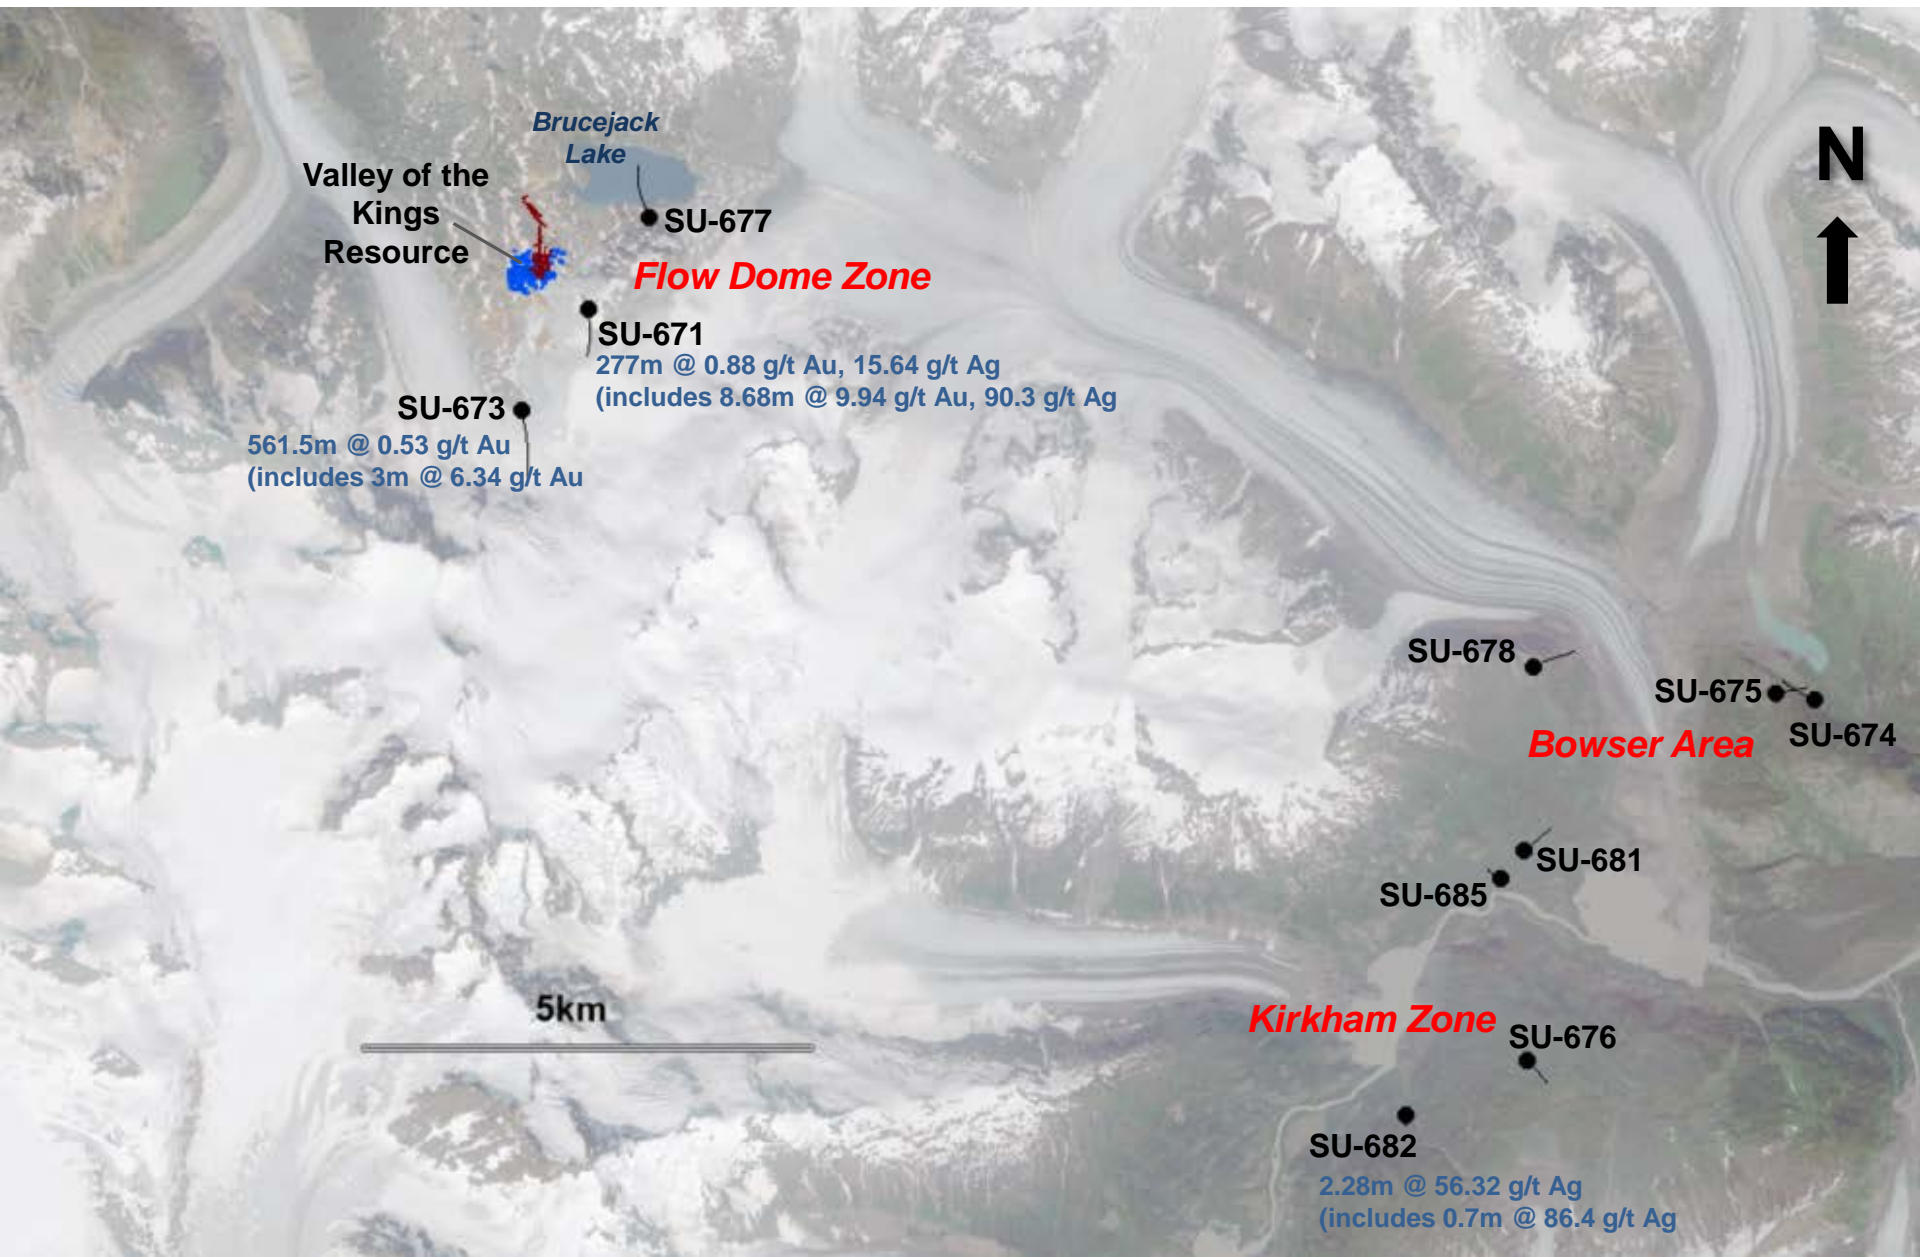 Brucejack
Lake
N
Valley of the
Kings
Resource
SU-677
Flow Dome Zone
SU-671
277m @ 0.88 g/t Au, 15.64 g/t Ag
(includes 8.68m @ 9.94 g/t Au, 90.3 g/t Ag
SU-673
561.5m @ 0.53 g/t Au
(includes 3m @ 6.34 g/t Au
SU-678
SU-675
SU-674
Bowser Area
SU-681
SU-685
5km
Kirkham Zone
SU-676
SU-682
2.28m @ 56.32 g/t Ag
(includes 0.7m @ 86.4 g/t Ag